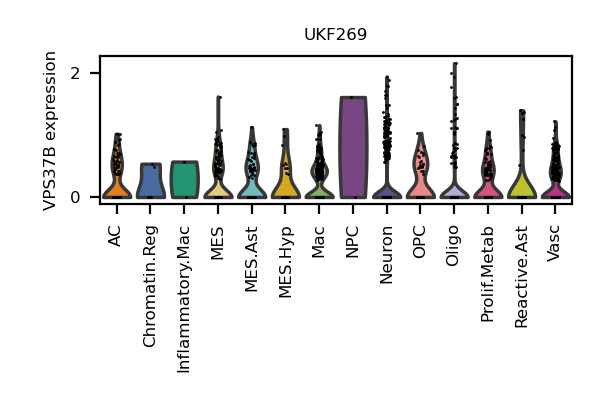 UKF269
VPS37B expression
2
0
AC
Chromatin.Reg
Inflammatory.Mac
MES
MES.Ast
MES.Hyp
Mac
NPC
Neuron
OPC
Oligo
Prolif.Metab
Reactive.Ast
Vasc